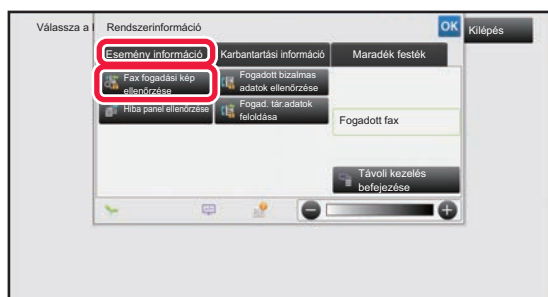 Válassza a
Rendszerinformáció
OK
Kilépés
Esemény információ
Karbantartási információ
Maradék festék
Fax fogadási kép
ellenőrzése
Fogadott bizalmas
adatok ellenőrzése
Hiba panel ellenőrzése
Fogad. tár.adatok
feloldása
Fogadott fax
Távoli kezelés
befejezése